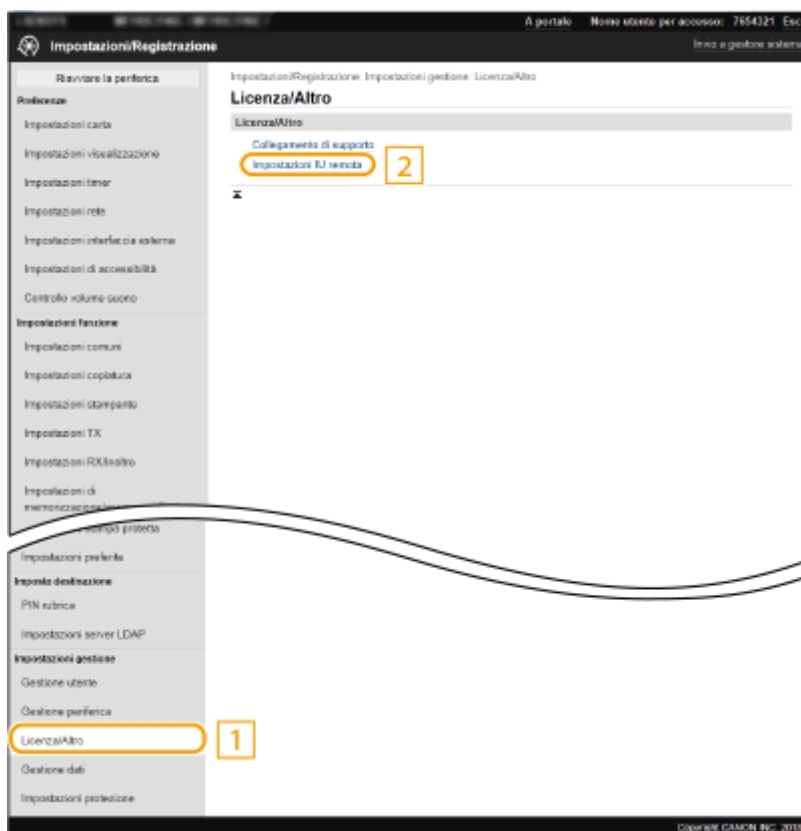 A portale Nome utente per accesso: 7654321 Esc
Impostazioni/Registrazione
Invio a gestore sistema
Riavviare la periferica
Impostazioni/Registrazione: Impostazioni gestione: Licenza/Altro
Licenza/Altro
Licenza/Altro
Collegamento di supporto
Impostazioni IU remota
2
Preferenze
Impostazioni carta
Impostazioni visualizzazione
Impostazioni timer
Impostazioni rete
Impostazioni interfaccia esterna
Impostazioni di accessibilità
Controllo volume suono
Impostazioni funzione
Impostazioni comuni
Impostazioni copiatura
Impostazioni stampante
Impostazioni TX
Impostazioni RX/Inoltro
Impostazioni di
stampa protetta
Impostazioni preferite
Imposta destinazione
PIN rubrica
Impostazioni server LDAP
Impostazioni gestione
Gestione utente
Gestione periferica
Licenza/Altro
1
Gestione dati
Impostazioni protezione
Copyright CANON INC. 2018